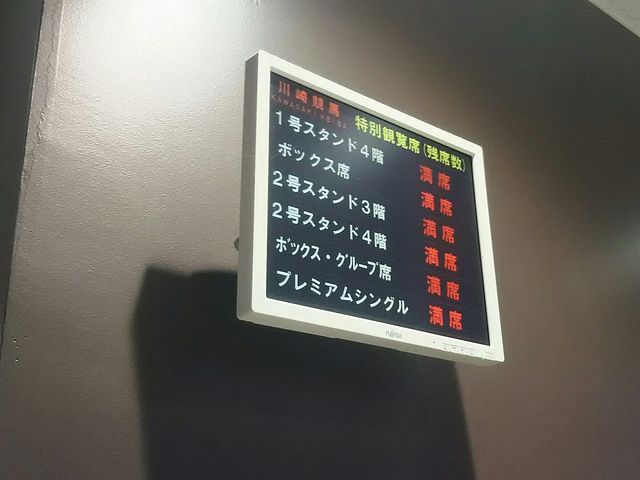 川崎競馬 特別観覧席(残席数)
KAWASAKI KEIBA
1号スタンド4階 満席
ボックス席 満席
2号スタンド3階 満席
2号スタンド4階 満席
ボックス・グループ席 満席
プレミアムシングル 満席
FUJITSU